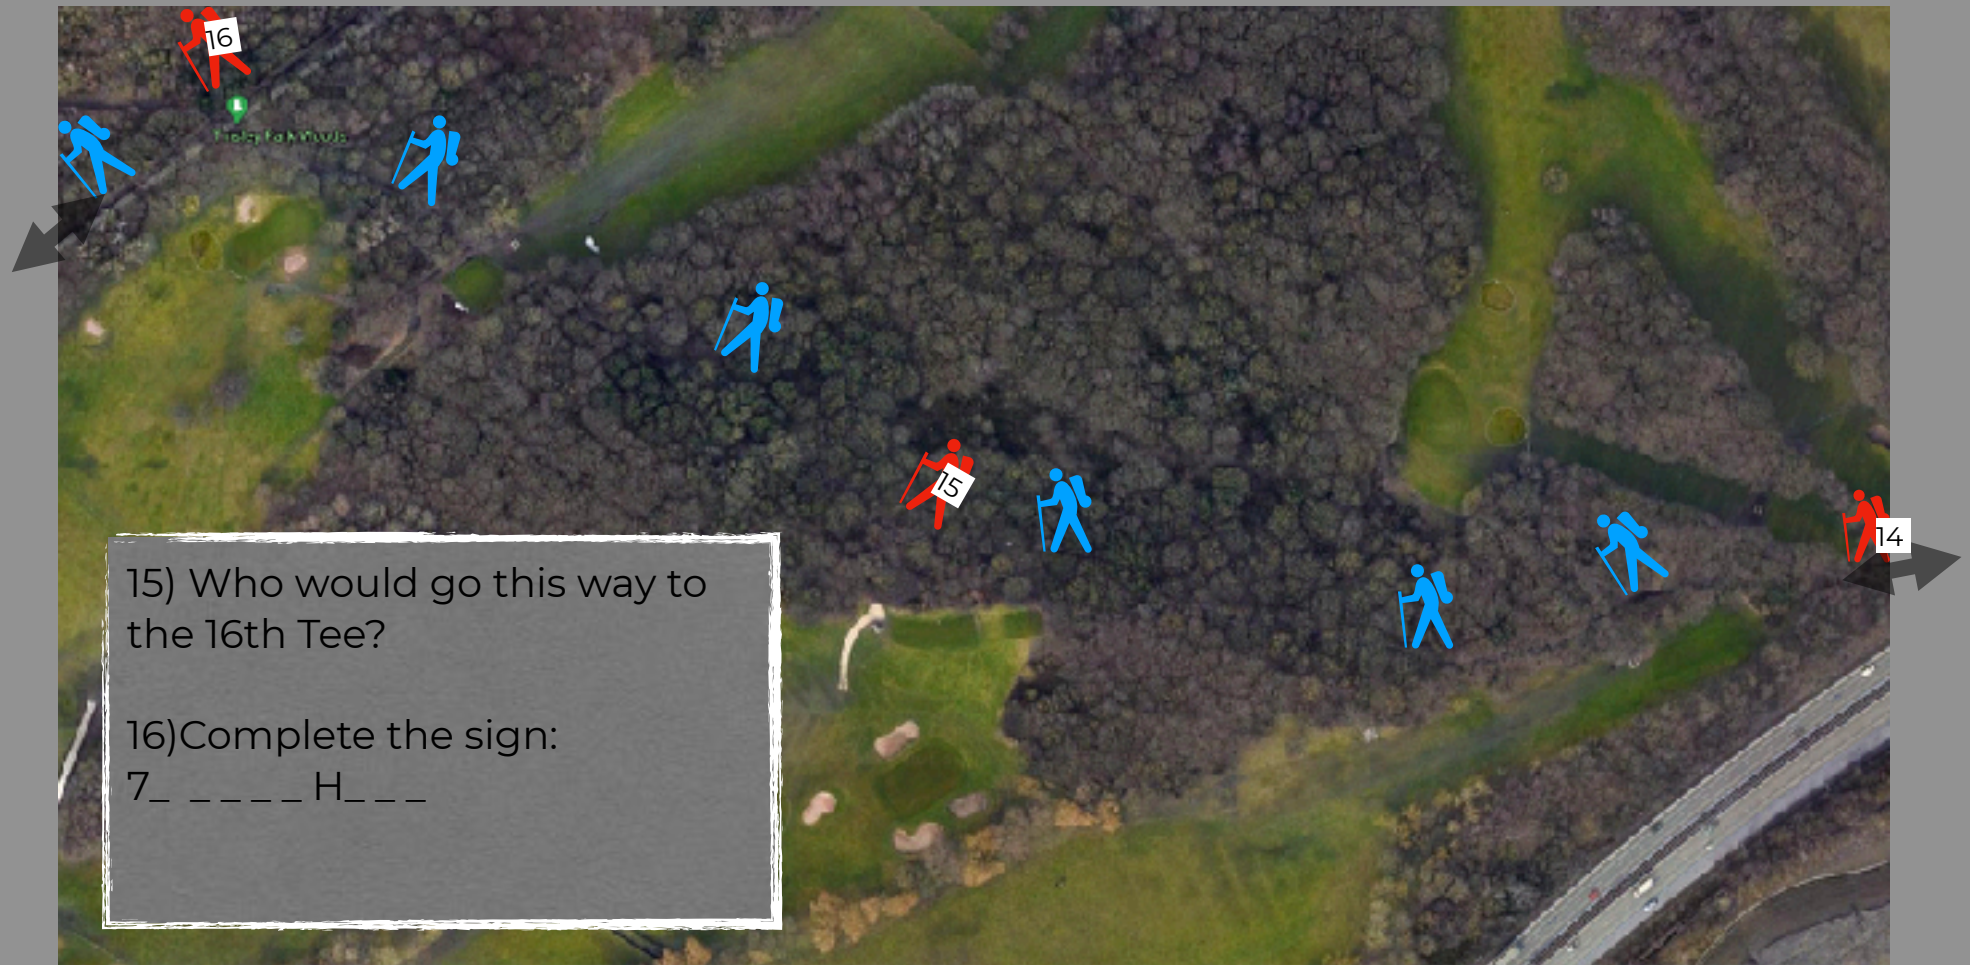 16
15
14
15) Who would go this way to
the 16th Tee?
16)Complete the sign:
7_ _ _ _ _ H_ _ _